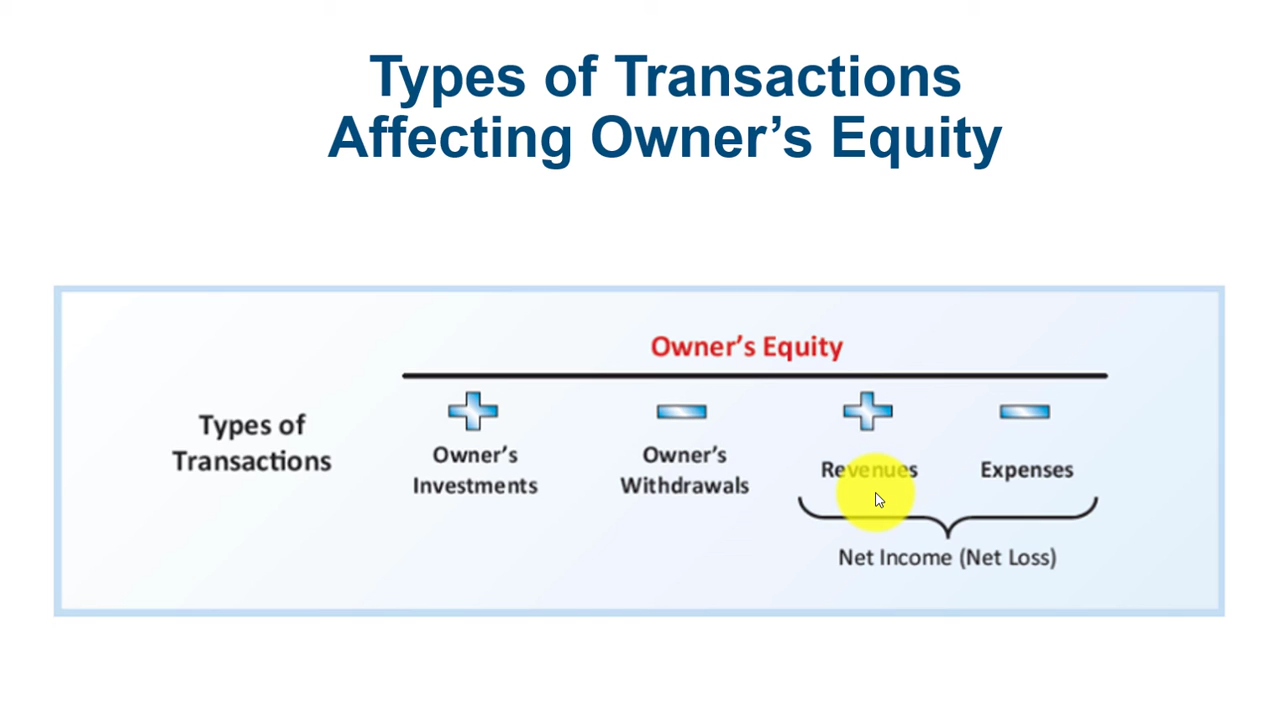 Types of Transactions
Affecting Owner’s Equity
Owner’s Equity
Types of
Transactions
Owner’s
Investments
Owner’s
Withdrawals
Revenues
Expenses
Net Income (Net Loss)